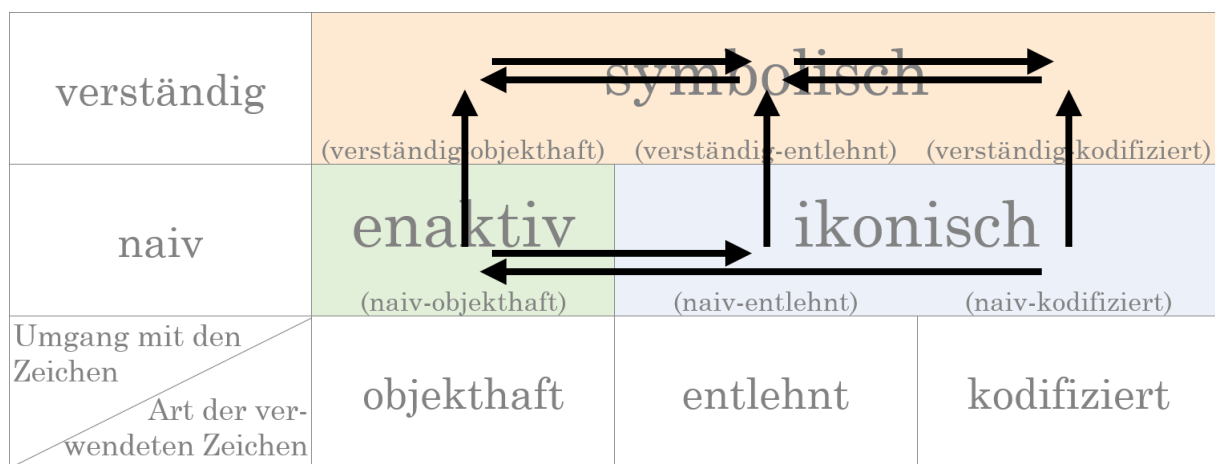 verständig
symbolisch
(verständig-objekthaft) (verständig-entlehnt) (verständig-kodifiziert)
naiv
enaktiv
ikonisch
(naiv-objekthaft) (naiv-entlehnt) (naiv-kodifiziert)
Umgang mit den
Zeichen
Art der ver-
wendeten Zeichen
objekthaft
entlehnt
kodifiziert